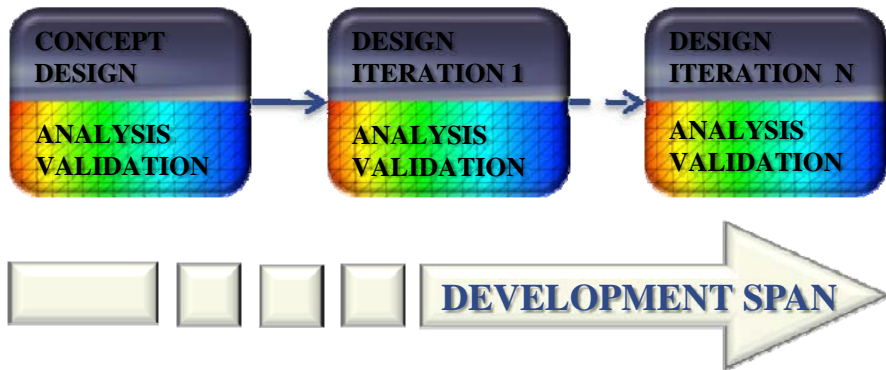 CONCEPT
DESIGN
ANALYSIS
VALIDATION
DESIGN
ITERATION 1
ANALYSIS
VALIDATION
DESIGN
ITERATION N
ANALYSIS
VALIDATION
DEVELOPMENT SPAN